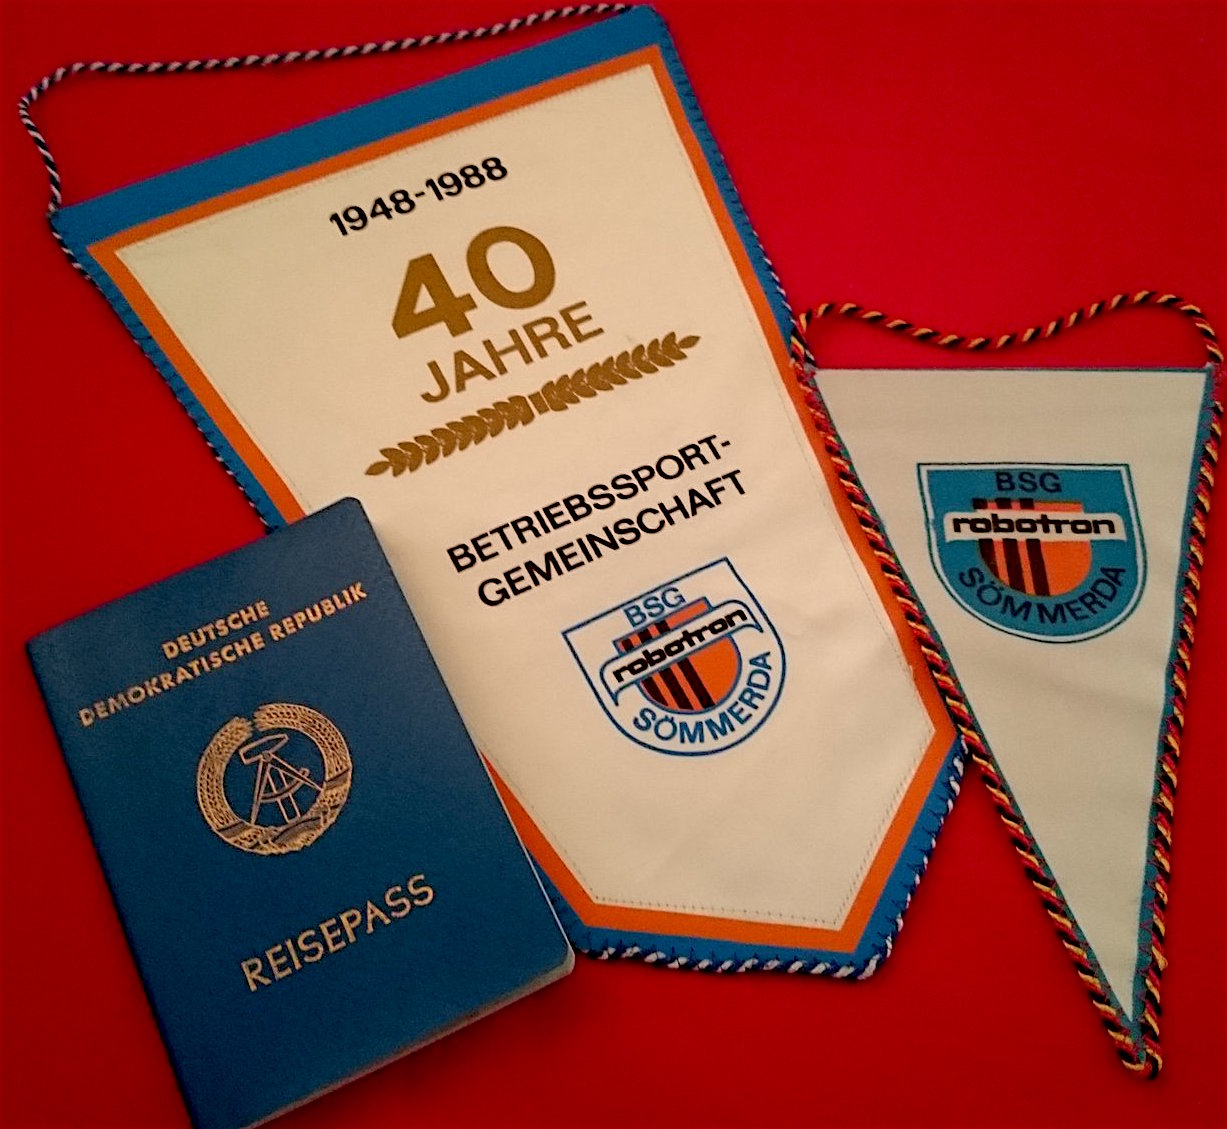 1948-1988
40
JAHRE
BETRIEBSSPORT-
GEMEINSCHAFT
BSG
robotron
SÖMMERDA
BSG
robotron
SÖMMERDA
DEUTSCHE
DEMOKRATISCHE REPUBLIK
REISEPASS